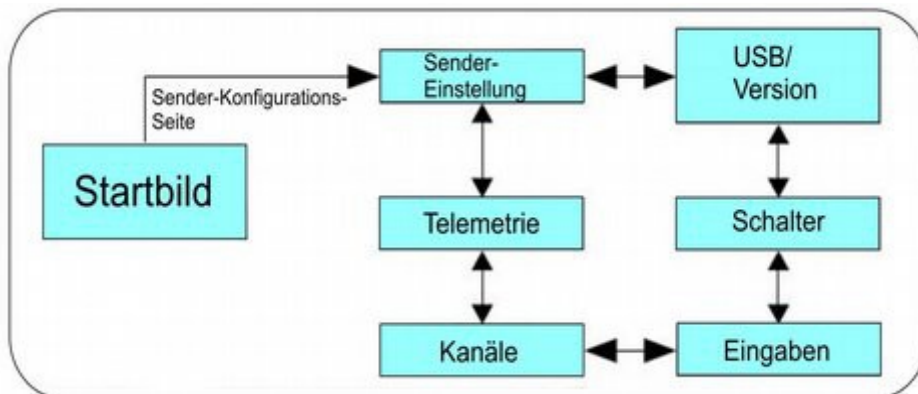 Sender-
Einstellung
USB/
Version
Sender-Konfigurations-
Seite
Startbild
Telemetrie
Schalter
Kanäle
Eingaben